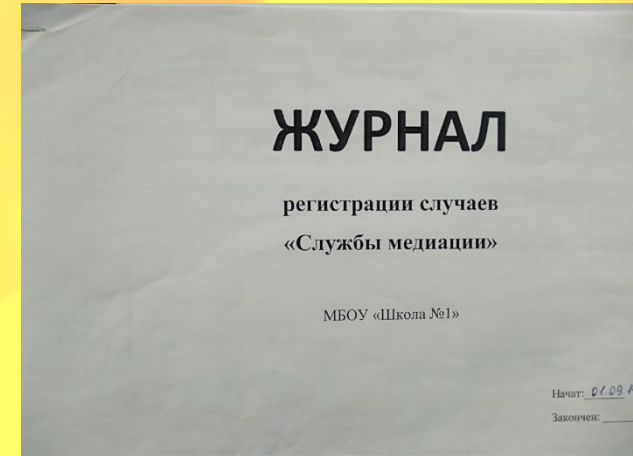 ЖУРНАЛ
регистрации случаев
«Службы медиации»
МБОУ «Школа №1»
Начат: 01.09
Закончен: